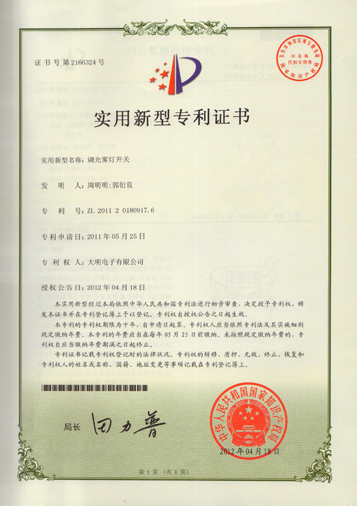 证书号第2166324号
实用新型专利证书
实用新型名称：调光雾灯开关
发 明 人：周明明;郭衍良
专 利 号：ZL 2011 2 0180917.6
专利申请日：2011年05月25日
专 利 权 人：大明电子有限公司
授权公告日：2012年04月18日
本实用新型经过本局依照中华人民共和国专利法进行初步审查，决定授予专利权，颁
发本证书并在专利登记簿上予以登记。专利权自授权公告之日起生效。
本专利的专利权期限为十年，自申请日起算。专利权人应当依照专利法及其实施细则
规定缴纳年费。本专利的年费应当在每年05月25日前缴纳。未按照规定缴纳年费的，专
利权自应当缴纳年费期满之日起终止。
专利证书记载专利权登记时的法律状况。专利权的转移、质押、无效、终止、恢复和
专利权人的姓名或名称、国籍、地址变更等事项记载在专利登记簿上。
局长 田力普
中华人民共和国国家知识产权局
2012年04月18日
第1页（共1页）